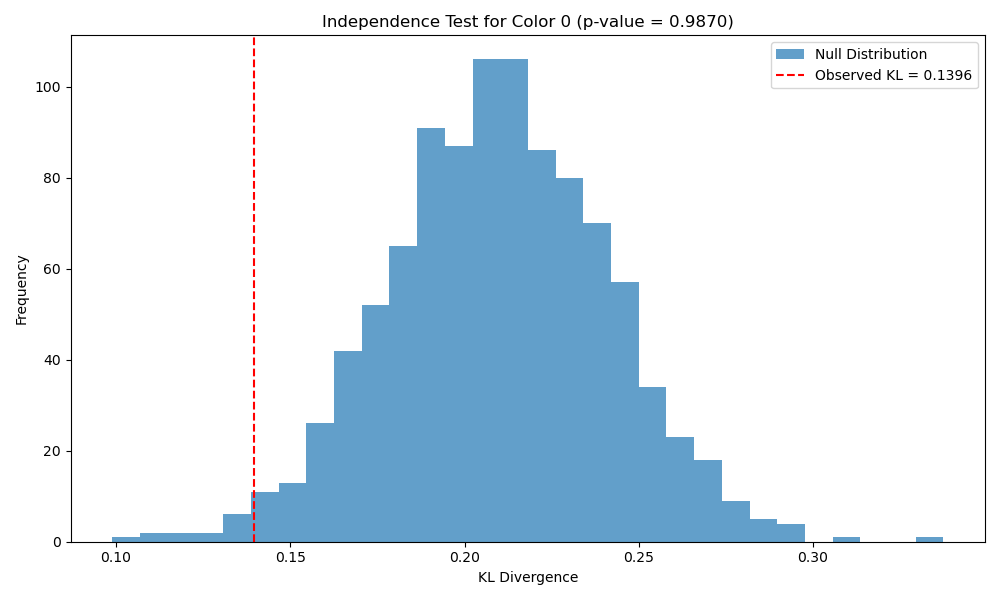 Independence Test for Color 0 (p-value = 0.9870)
Null Distribution
Observed KL = 0.1396
Frequency
100
80
60
40
20
0
0.10 0.15 0.20 0.25 0.30
KL Divergence